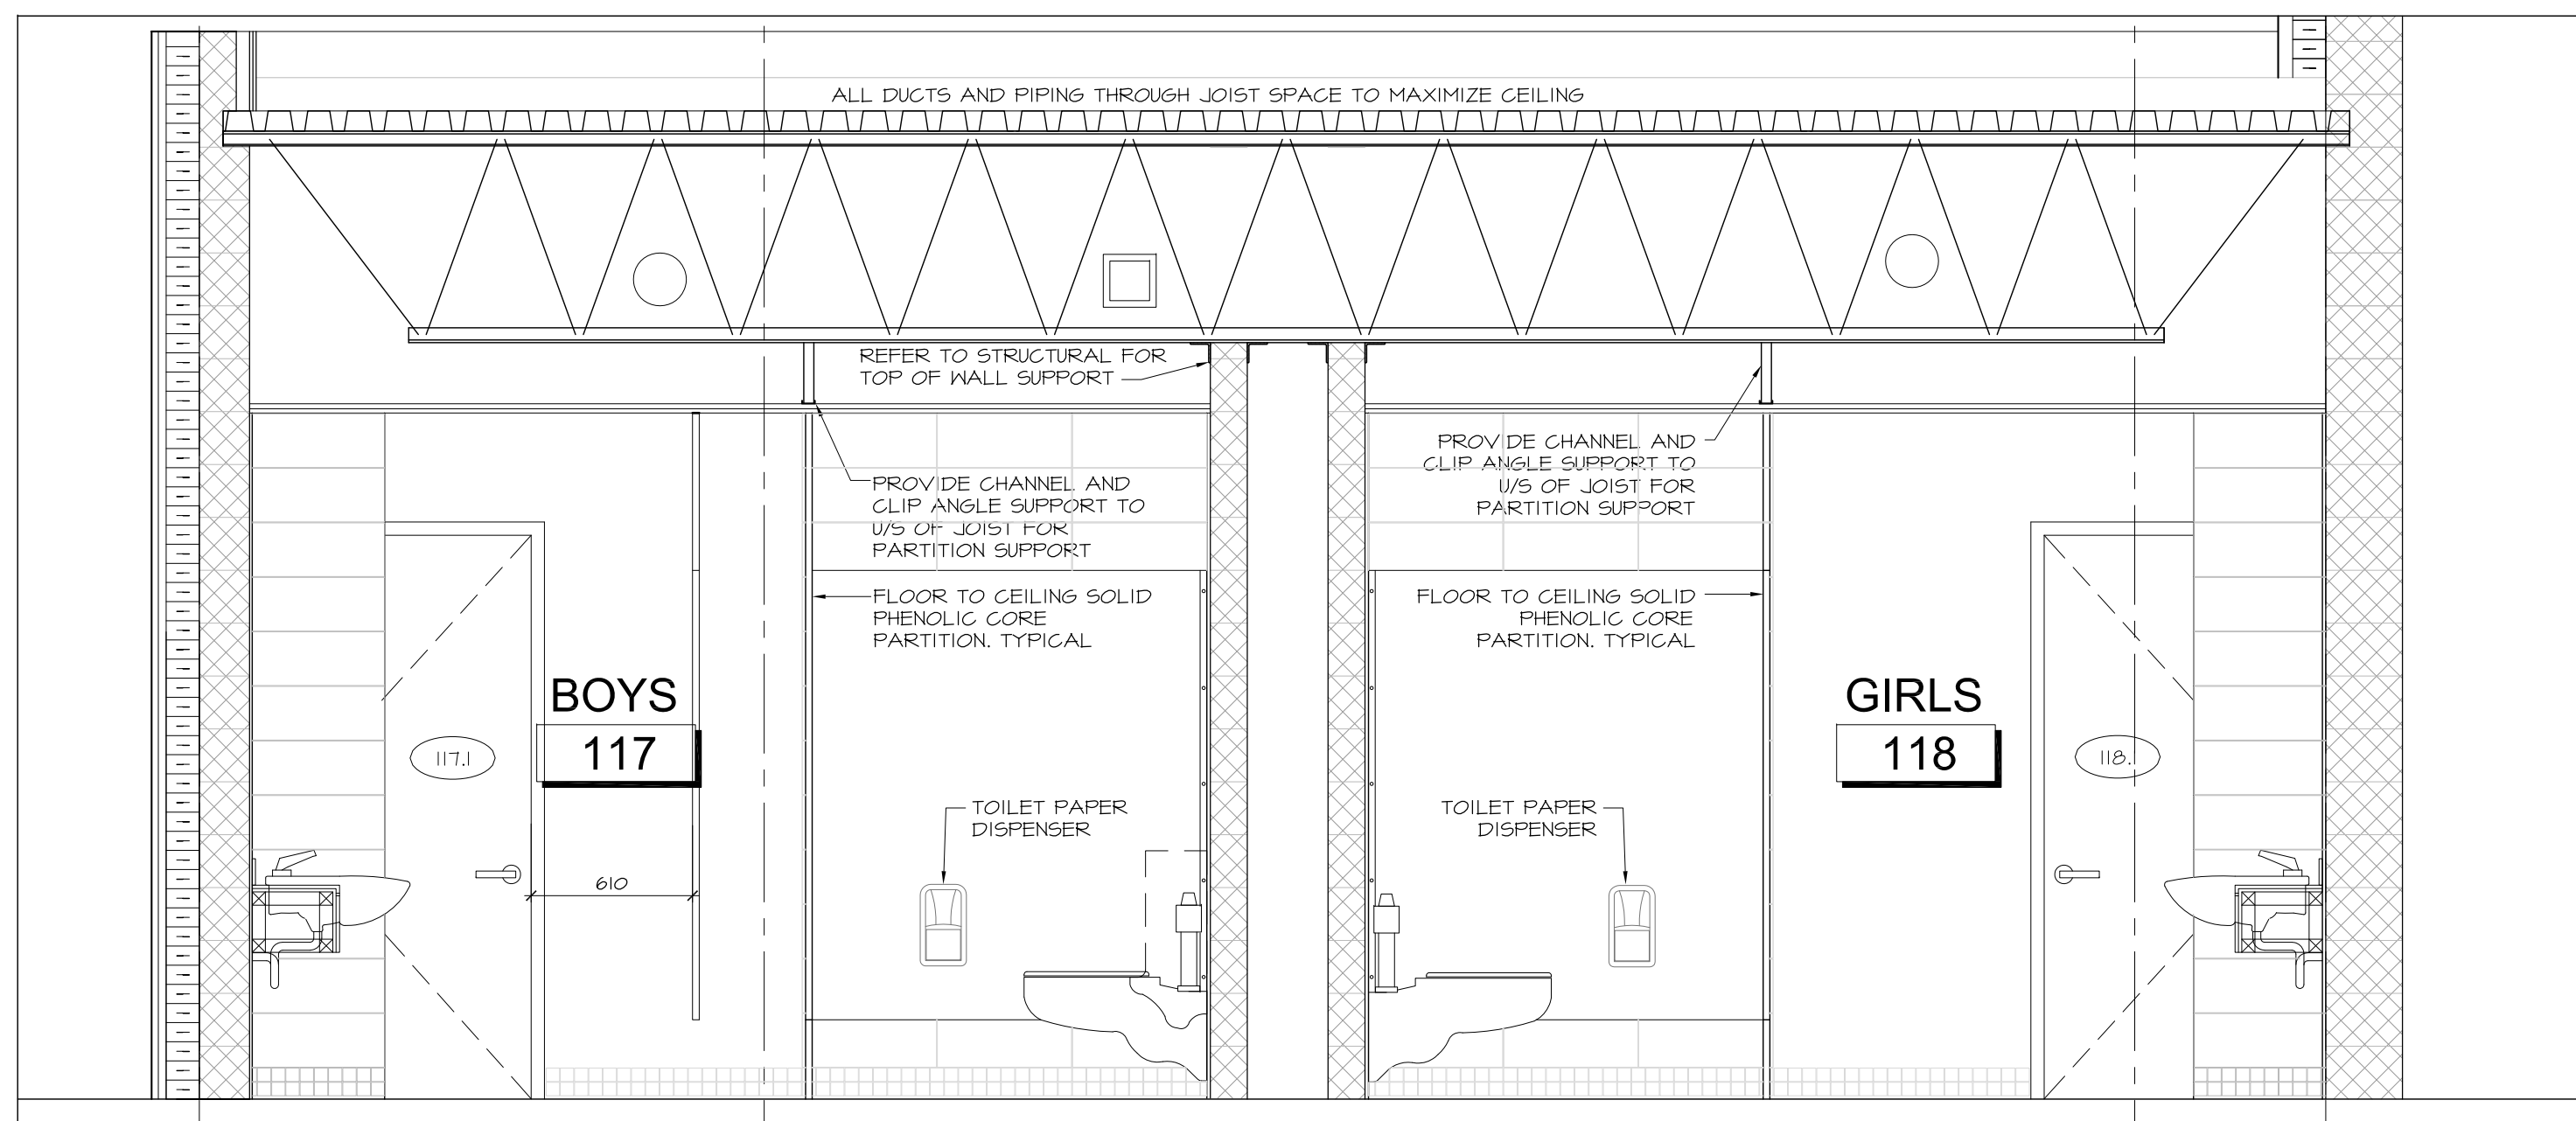 ALL DUCTS AND PIPING THROUGH JOIST SPACE TO MAXIMIZE CEILING
REFER TO STRUCTURAL FOR
TOP OF WALL SUPPORT
PROVIDE CHANNEL AND
CLIP ANGLE SUPPORT TO
U/S OF JOIST FOR
PARTITION SUPPORT
PROVIDE CHANNEL AND
CLIP ANGLE SUPPORT TO
U/S OF JOIST FOR
PARTITION SUPPORT
FLOOR TO CEILING SOLID
PHENOLIC CORE
PARTITION. TYPICAL
FLOOR TO CEILING SOLID
PHENOLIC CORE
PARTITION. TYPICAL
BOYS
117
117.1
GIRLS
118
118.1
TOILET PAPER
DISPENSER
TOILET PAPER
DISPENSER
610